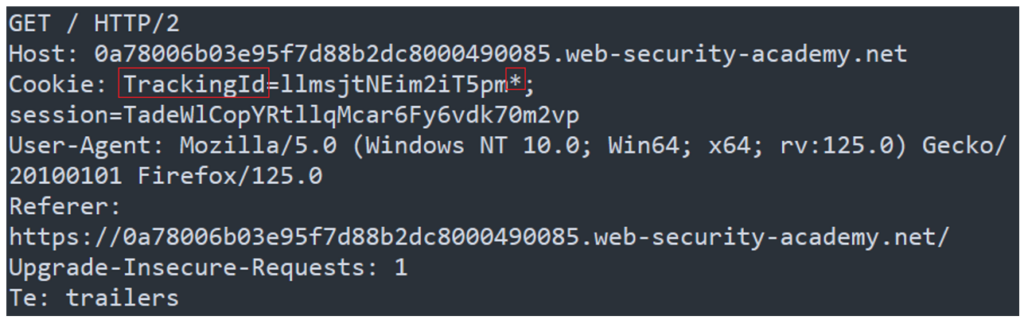 GET / HTTP/2
Host: 0a78006b03e95f7d88b2dc8000490085.web-security-academy.net
Cookie: TrackingId=llmsjtNEim2iT5pm*;
session=TadeWlCopYRtllqMcar6Fy6vdk70m2vp
User-Agent: Mozilla/5.0 (Windows NT 10.0; Win64; x64; rv:125.0) Gecko/
20100101 Firefox/125.0
Referer:
https://0a78006b03e95f7d88b2dc8000490085.web-security-academy.net/
Upgrade-Insecure-Requests: 1
Te: trailers